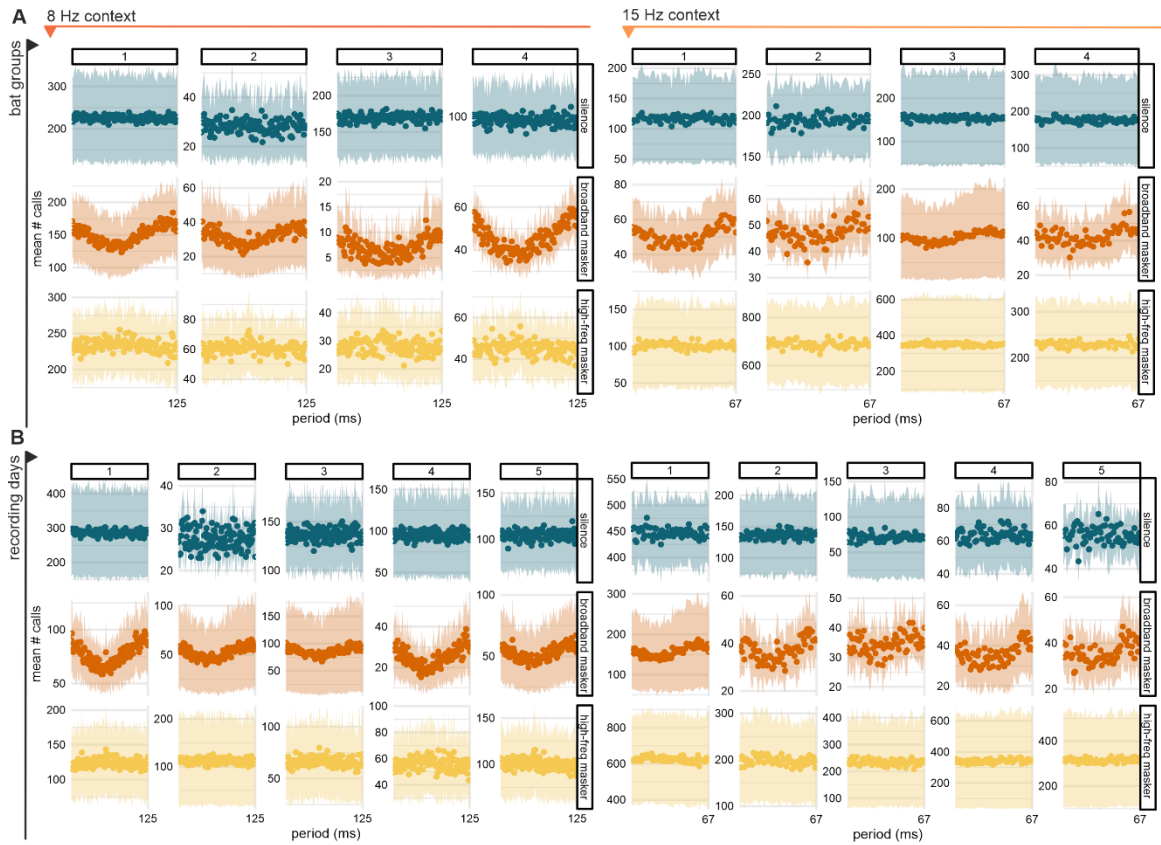 A
8 Hz context
15 Hz context
bat groups
1 2 3 4 1 2 3 4
300 200
40 20
200 150
100
200 150 100 50
250 200 150
200 100
300 200 100
silence silence
mean # calls
200 150 100
60 40 20
20 15 10 5
60 40
80 60 40
60 50 40 30
200 100
60 40 20
broadband masker broadband masker
300 250 200
80 60 40
40 30 20
60 40
150 100 50
800 600
600 400 200
300 200
high-freq masker high-freq masker
125 125 125 125 67 67 67 67
period (ms) period (ms)
B
recording days
1 2 3 4 5 1 2 3 4 5
400 300 200
40 30 20
150 100
150 100 50
150 100 50
550 500 450 400
200 150 100
150 100 50
80 60 40
80 60 40
silence silence
mean # calls
100 50
100 50
150 100 50
40 20
100 50
300 200 100
60 40 20
50 40 30 20
60 40 20
60 40 20
broadband masker broadband masker
200 150 100
200 100
100 50
100 80 60 40
150 100 50
800 600 400
300 200 100
400 300 200 100 0
600 400 200
400 200
high-freq masker high-freq masker
125 125 125 125 125 67 67 67 67 67
period (ms) period (ms)